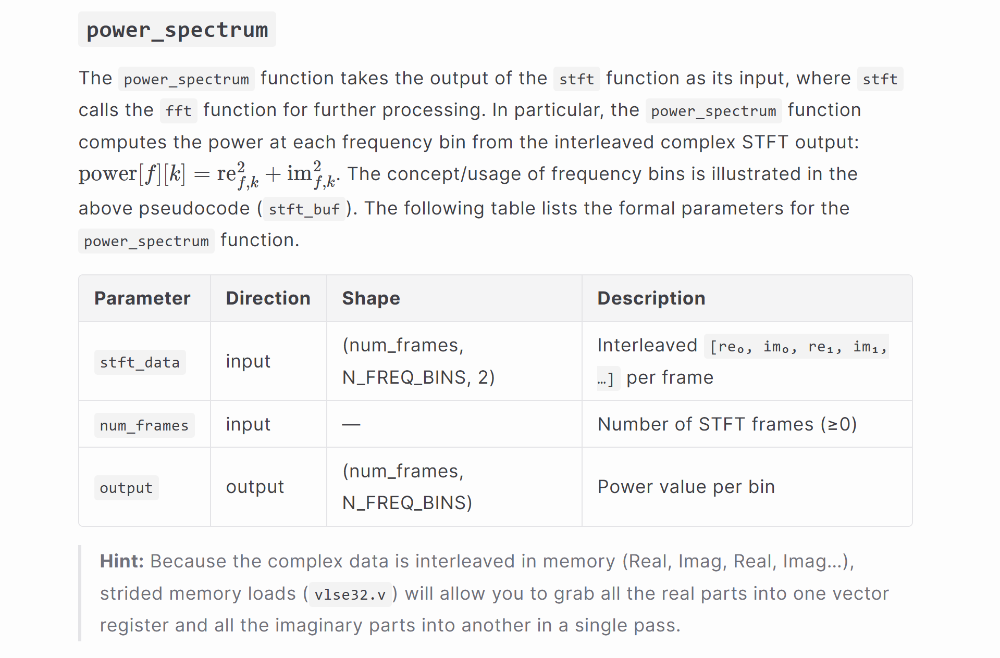 power_spectrum
The power_spectrum function takes the output of the stft function as its input, where stft
calls the fft function for further processing. In particular, the power_spectrum function
computes the power at each frequency bin from the interleaved complex STFT output:
power[f][k] = re²_{f,k} + im²_{f,k}. The concept/usage of frequency bins is illustrated in the
above pseudocode (stft_buf). The following table lists the formal parameters for the
power_spectrum function.
Parameter Direction Shape Description
stft_data input (num_frames, N_FREQ_BINS, 2) Interleaved [re₀, im₀, re₁, im₁, …] per frame
num_frames input — Number of STFT frames (≥0)
output output (num_frames, N_FREQ_BINS) Power value per bin
Hint: Because the complex data is interleaved in memory (Real, Imag, Real, Imag…),
strided memory loads (vlse32.v) will allow you to grab all the real parts into one vector
register and all the imaginary parts into another in a single pass.